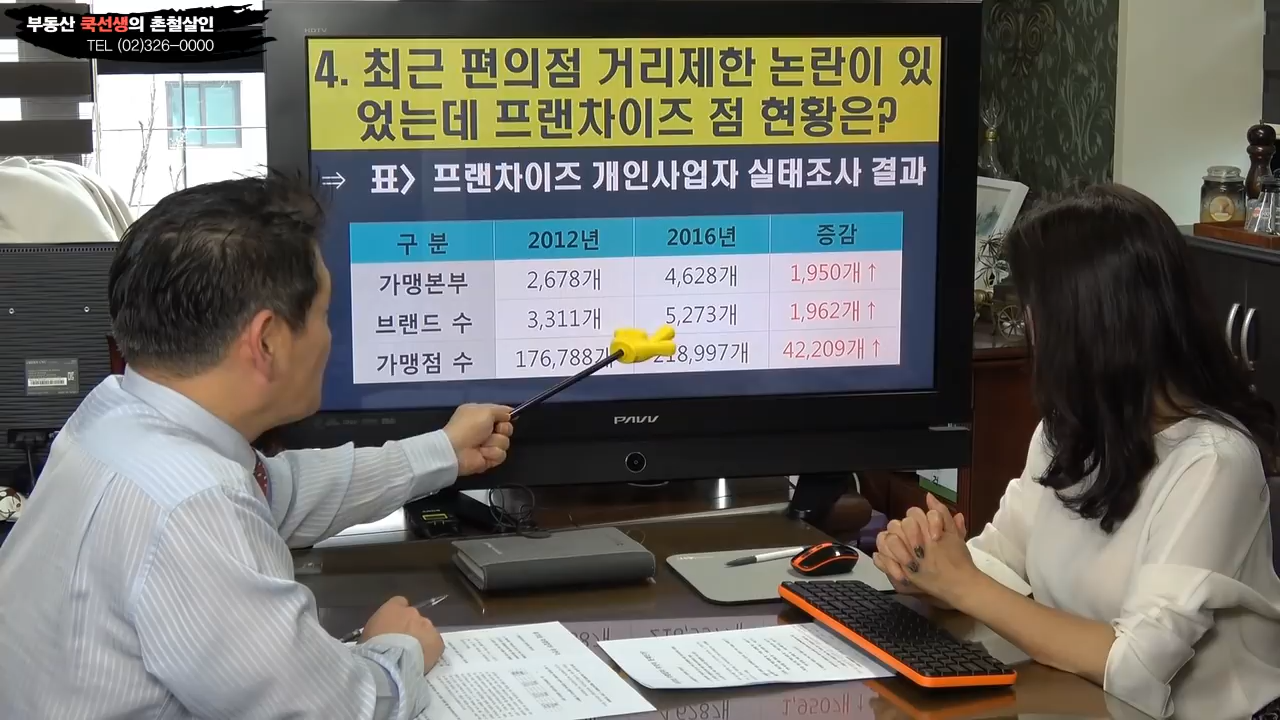 부동산 쿡선생의 촌철살인
TEL (02)326-0000
HDTV
4. 최근 편의점 거리제한 논란이 있
었는데 프랜차이즈 점 현황은?
⇒ 표〉 프랜차이즈 개인사업자 실태조사 결과
구 분 2012년 2016년 증감
가맹본부 2,678개 4,628개 1,950개↑
브랜드 수 3,311개 5,273개 1,962개↑
가맹점 수 176,788개 218,997개 42,209개↑
PAVV